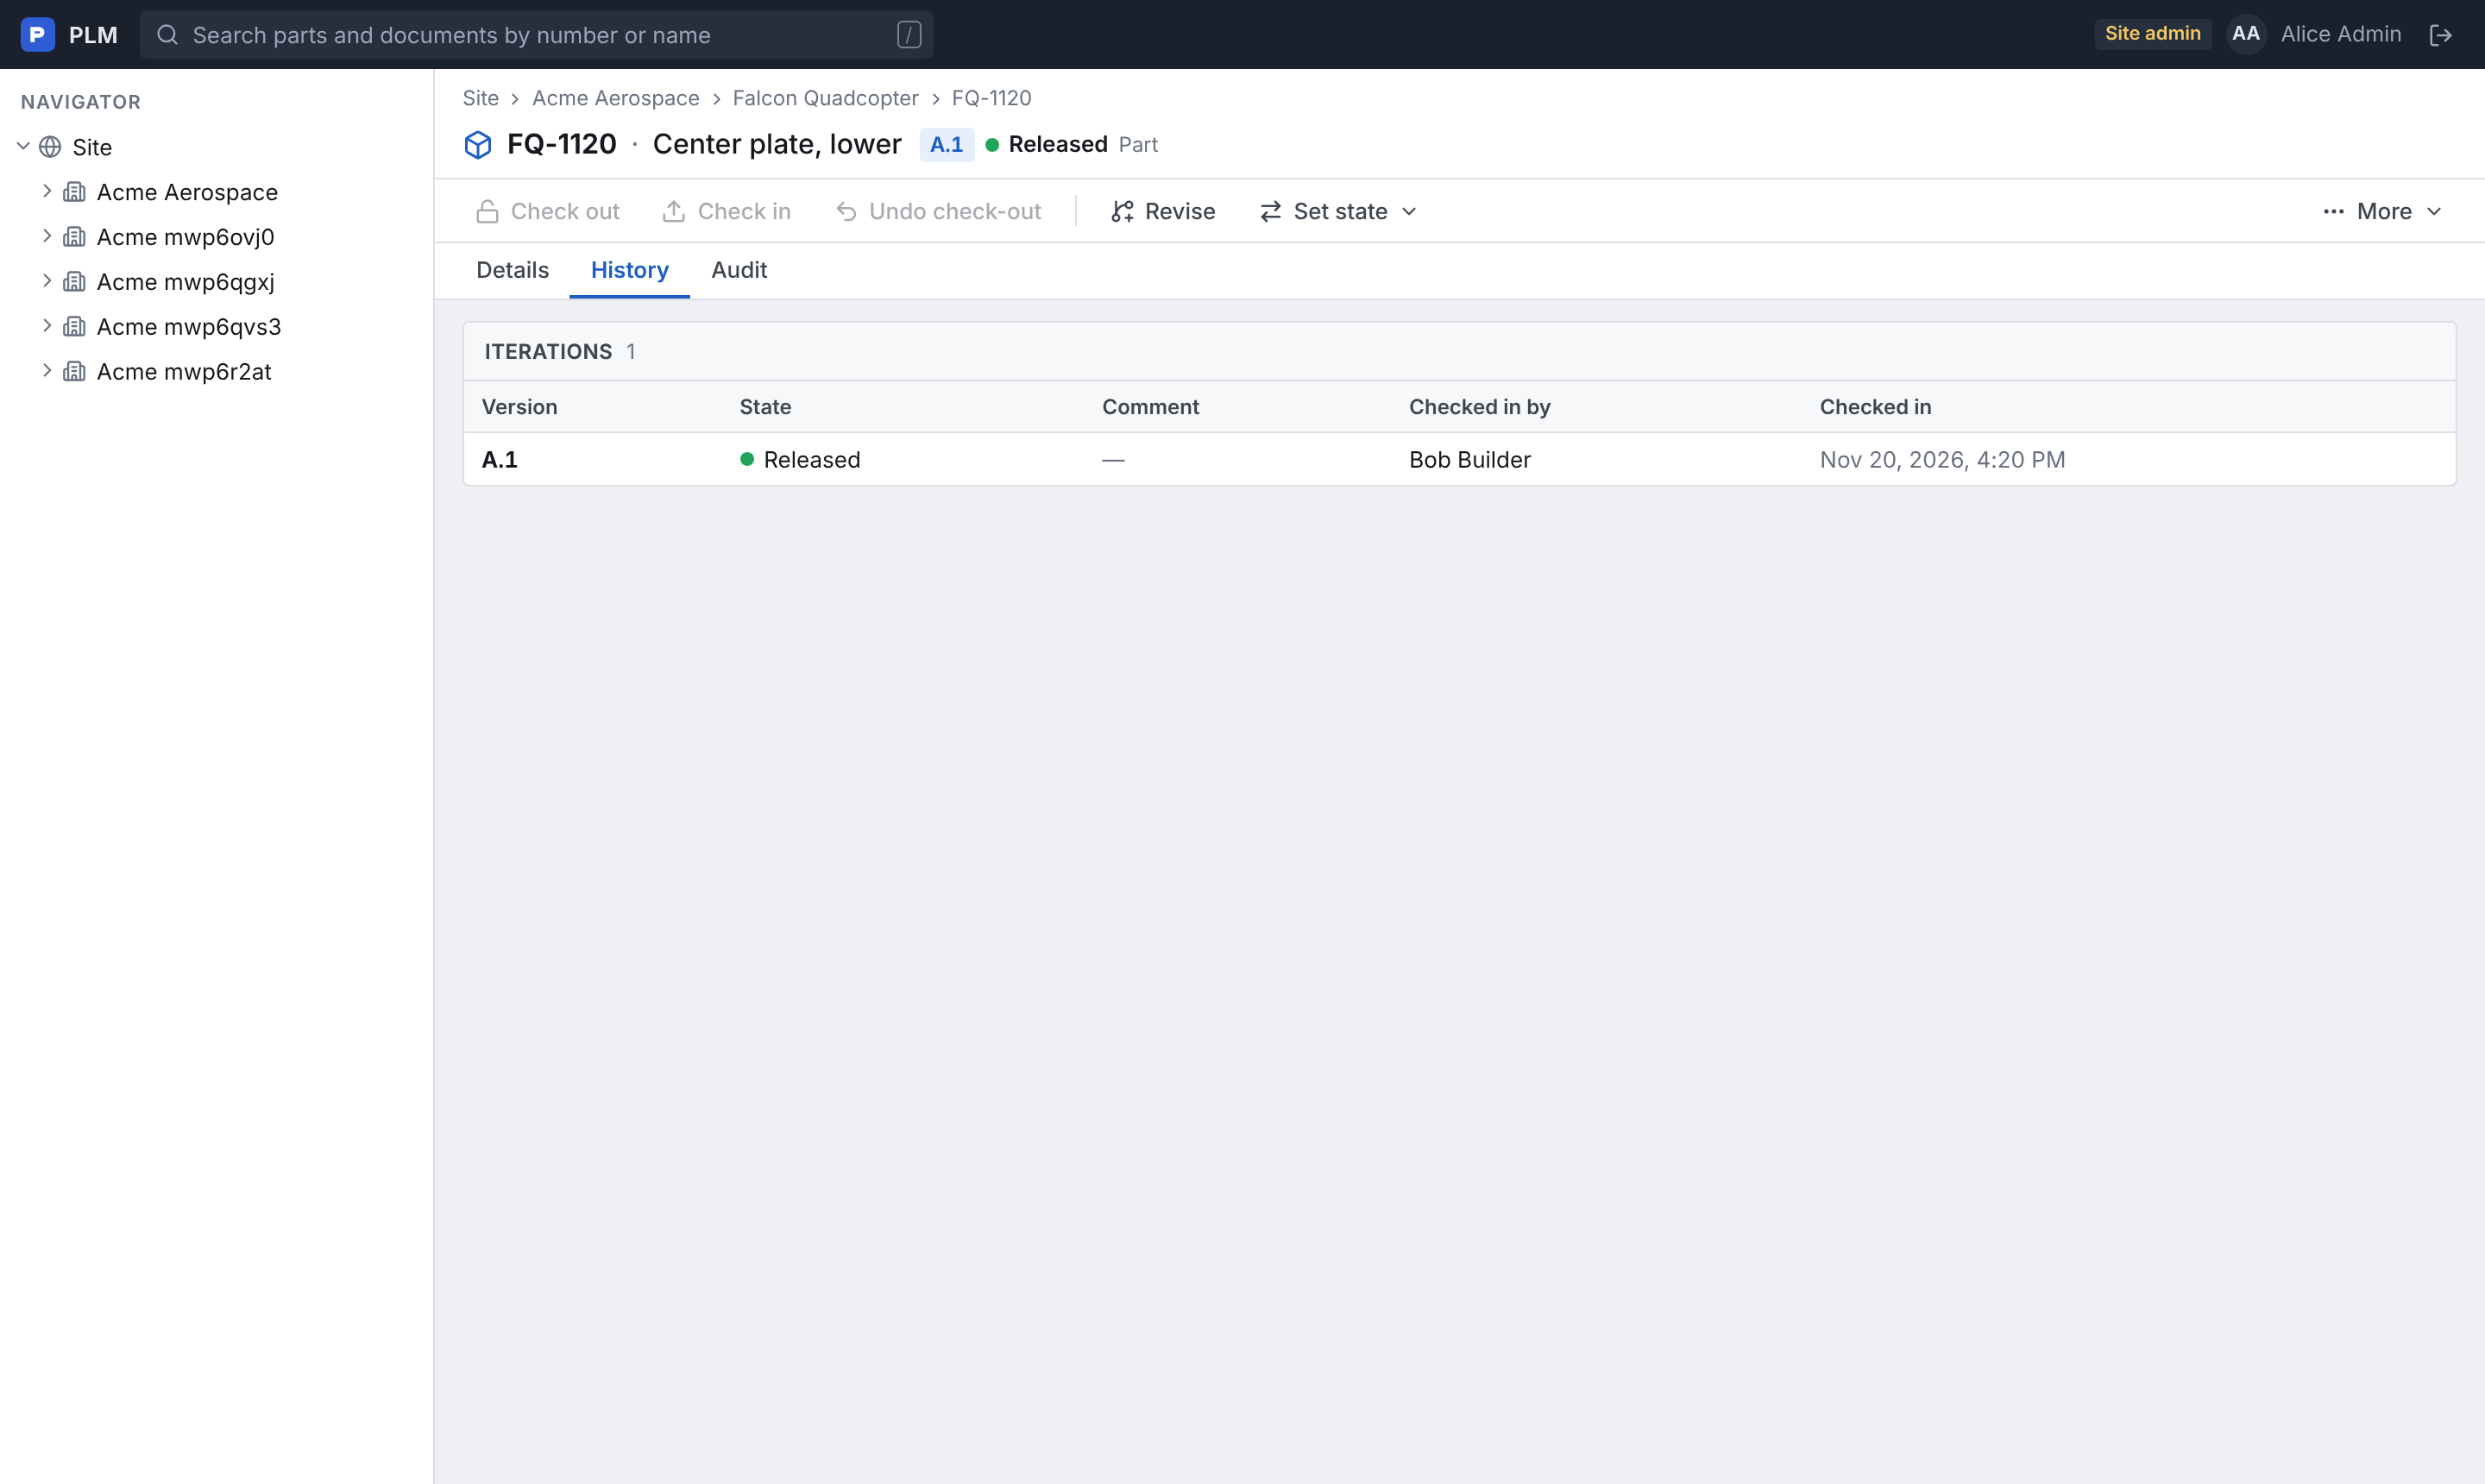 PLM
Search parts and documents by number or name /
Site admin AA Alice Admin
NAVIGATOR
Site
Acme Aerospace
Acme mwp6ovj0
Acme mwp6qgxj
Acme mwp6qvs3
Acme mwp6r2at
Site > Acme Aerospace > Falcon Quadcopter > FQ-1120
FQ-1120 · Center plate, lower A.1 Released Part
Check out Check in Undo check-out Revise Set state More
Details History Audit
ITERATIONS 1
Version State Comment Checked in by Checked in
A.1 Released — Bob Builder Nov 20, 2026, 4:20 PM